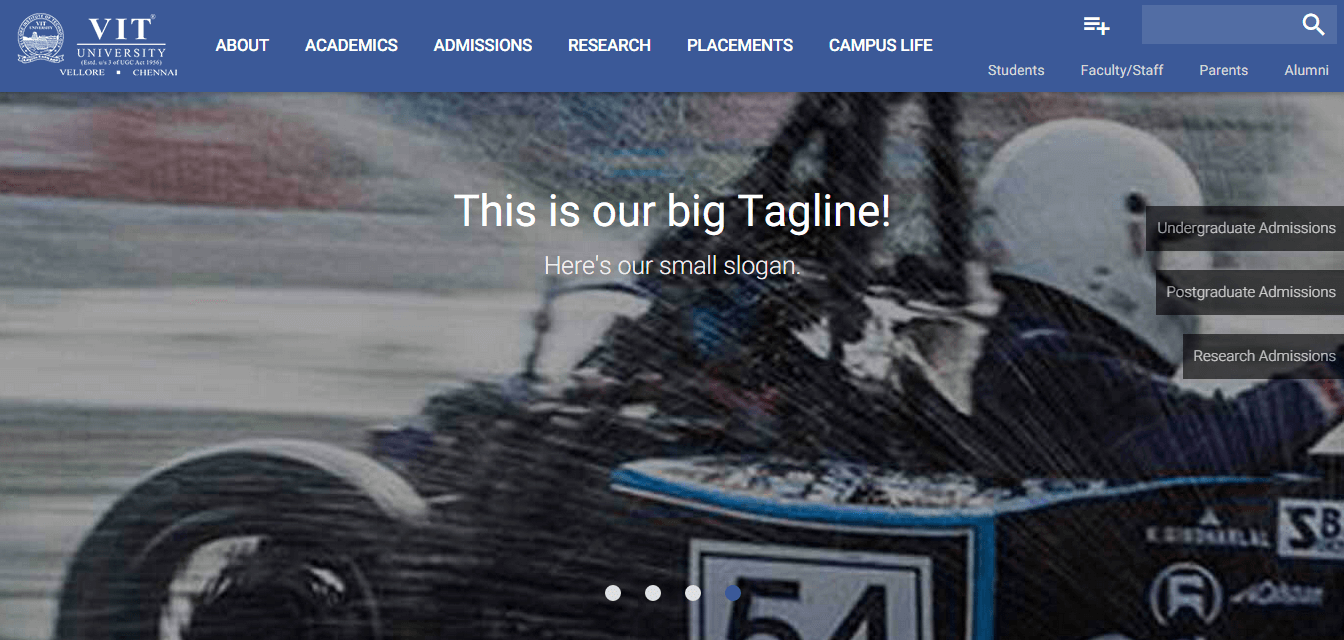 VIT
UNIVERSITY
(Estd. u/s 3 of UGC Act 1956)
VELLORE ▪ CHENNAI
ABOUT
ACADEMICS
ADMISSIONS
RESEARCH
PLACEMENTS
CAMPUS LIFE
Students
Faculty/Staff
Parents
Alumni
This is our big Tagline!
Here's our small slogan.
Undergraduate Admissions
Postgraduate Admissions
Research Admissions
54